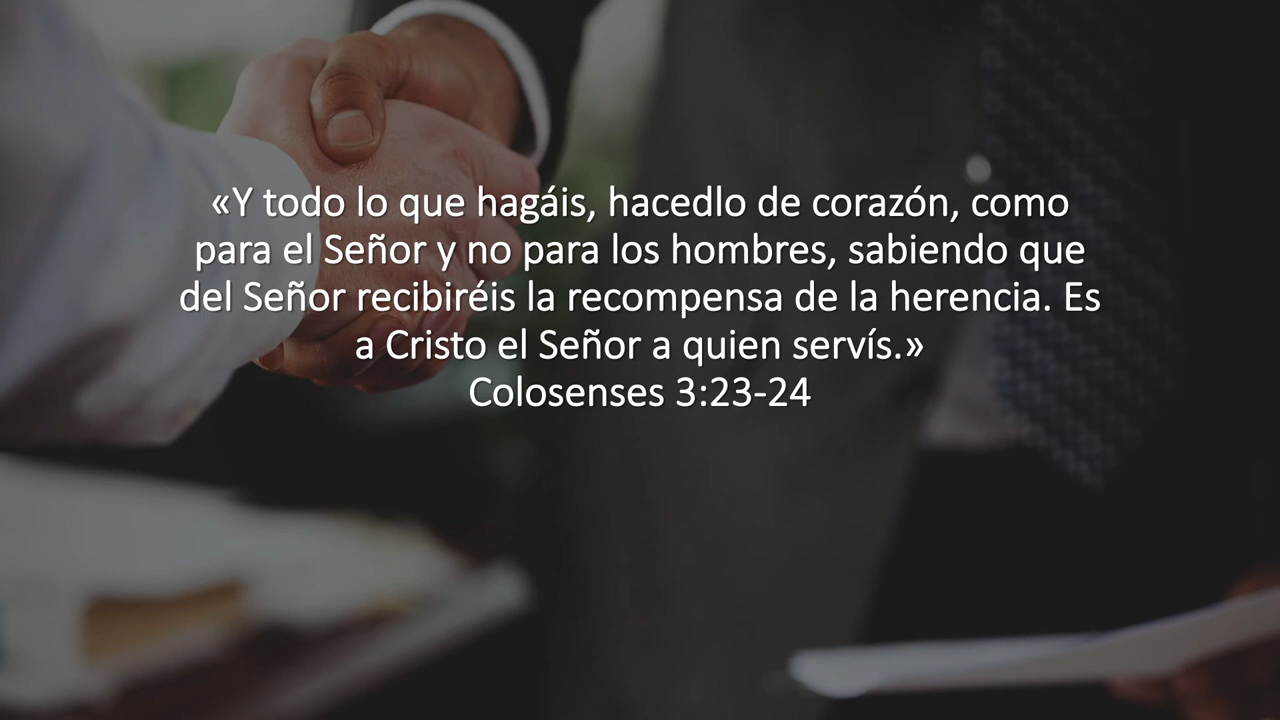 «Y todo lo que hagáis, hacedlo de corazón, como
para el Señor y no para los hombres, sabiendo que
del Señor recibiréis la recompensa de la herencia. Es
a Cristo el Señor a quien servís.»
Colosenses 3:23-24